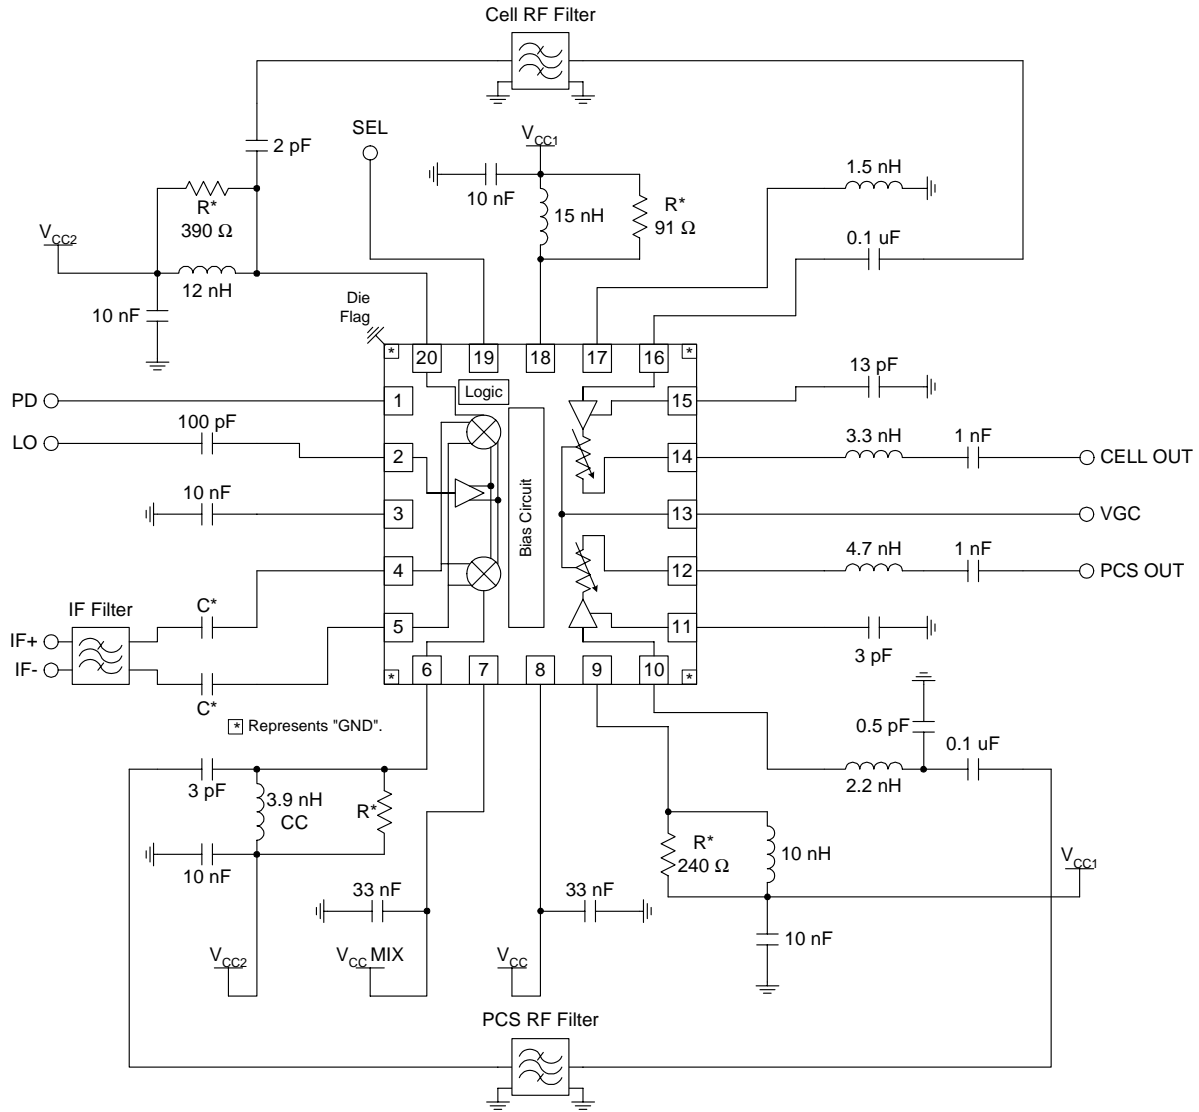 Cell RF Filter
2 pF
SEL
VCC1
10 nF
15 nH
R*
91 Ω
1.5 nH
0.1 uF
R*
390 Ω
VCC2
12 nH
10 nF
Die
Flag
*
20
19
18
17
16
*
Logic
PD
1
15
13 pF
LO
100 pF
2
14
3.3 nH
1 nF
CELL OUT
10 nF
3
Bias Circuit
13
VGC
4
12
4.7 nH
1 nF
PCS OUT
IF Filter
C*
IF+
IF-
5
11
3 pF
C*
*
6
7
8
9
10
*
* Represents "GND".
0.5 pF
0.1 uF
2.2 nH
3 pF
3.9 nH
CC
R*
10 nF
R*
240 Ω
10 nH
VCC1
33 nF
33 nF
10 nF
VCC2
VCC MIX
VCC
PCS RF Filter